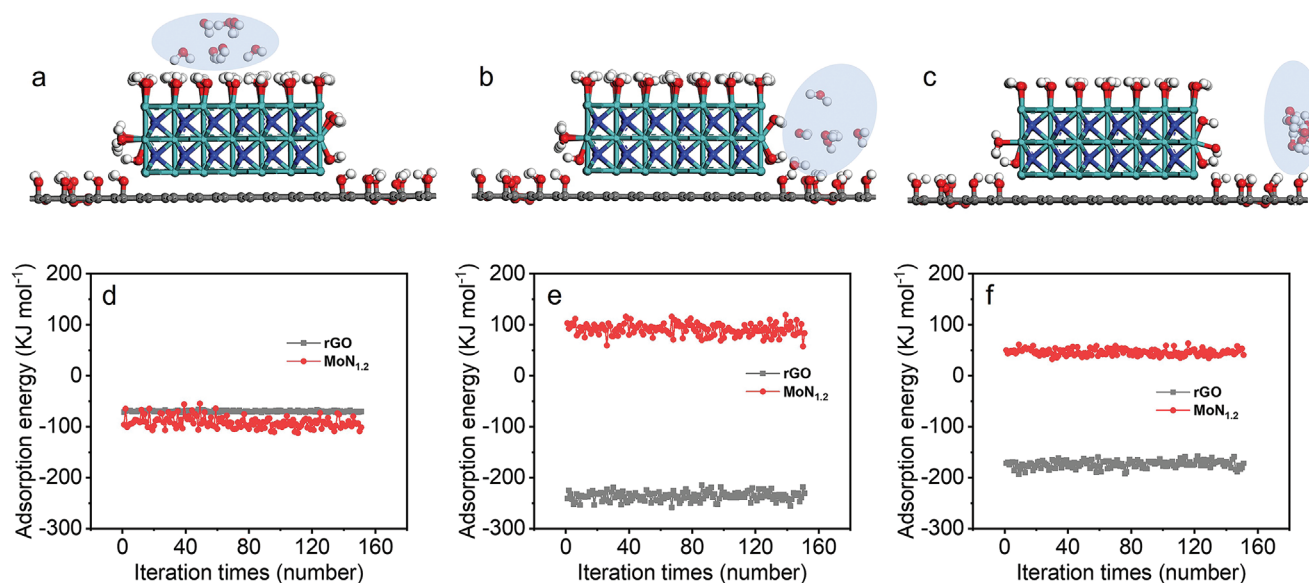 a
b
c
d
200
100
0
-100
-200
-300
0 40 80 120 160
Adsorption energy (KJ mol⁻¹)
Iteration times (number)
rGO
MoN₁.₂
e
200
100
0
-100
-200
-300
0 40 80 120 160
Adsorption energy (KJ mol⁻¹)
Iteration times (number)
rGO
MoN₁.₂
f
200
100
0
-100
-200
-300
0 40 80 120 160
Adsorption energy (KJ mol⁻¹)
Iteration times (number)
rGO
MoN₁.₂